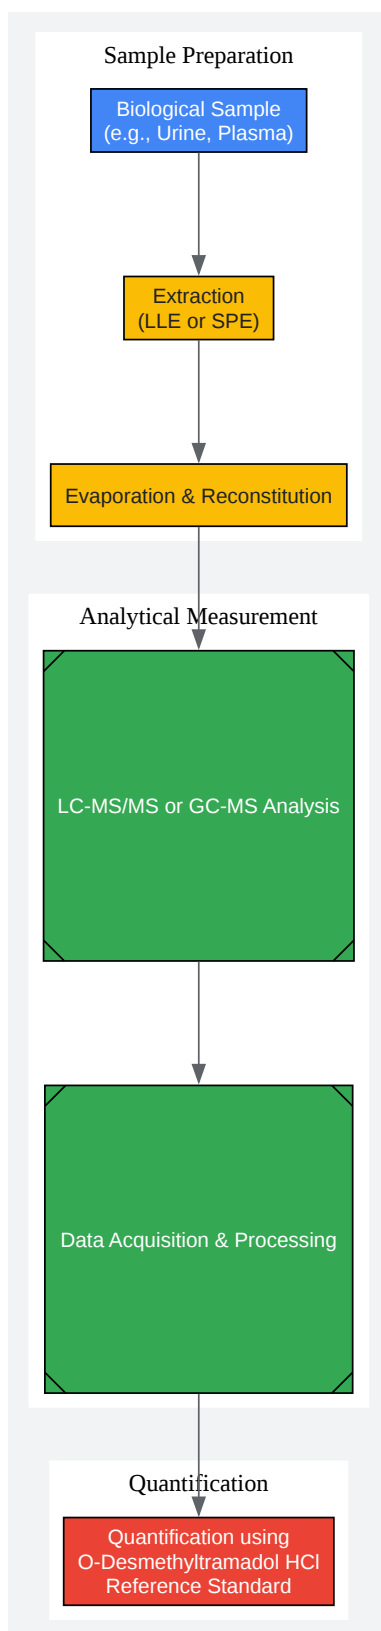 Sample Preparation
Biological Sample
(e.g., Urine, Plasma)
Extraction
(LLE or SPE)
Evaporation & Reconstitution
Analytical Measurement
LC-MS/MS or GC-MS Analysis
Data Acquisition & Processing
Quantification
Quantification using
O-Desmethyltramadol HCl
Reference Standard